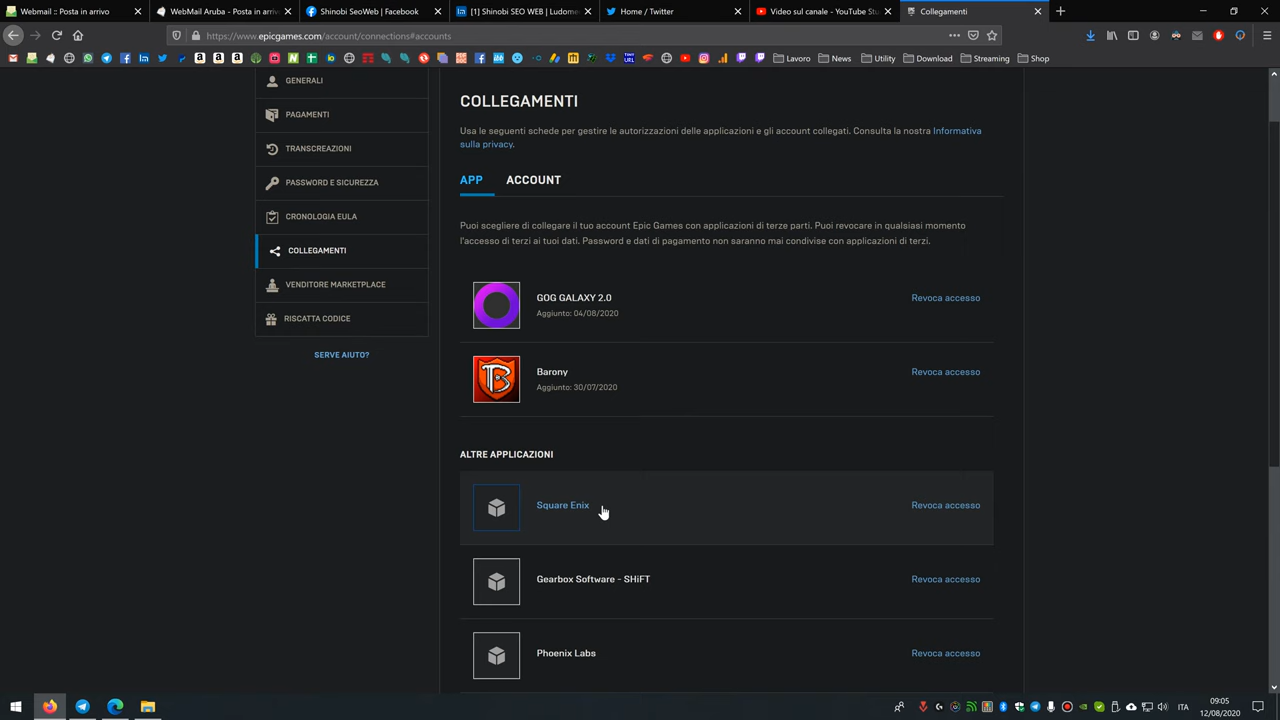 Webmail :: Posta in arrivo
WebMail Aruba - Posta in arriv
Shinobi SeoWeb | Facebook
[1] Shinobi SEO WEB | Ludome
Home / Twitter
Video sul canale - YouTube Stu
Collegamenti
https://www.epicgames.com/account/connections#accounts
Lavoro
News
Utility
Download
Streaming
Shop
GENERALI
PAGAMENTI
TRANSCREAZIONI
PASSWORD E SICUREZZA
CRONOLOGIA EULA
COLLEGAMENTI
VENDITORE MARKETPLACE
RISCATTA CODICE
SERVE AIUTO?
COLLEGAMENTI
Usa le seguenti schede per gestire le autorizzazioni delle applicazioni e gli account collegati. Consulta la nostra Informativa
sulla privacy.
APP
ACCOUNT
Puoi scegliere di collegare il tuo account Epic Games con applicazioni di terze parti. Puoi revocare in qualsiasi momento
l'accesso di terzi ai tuoi dati. Password e dati di pagamento non saranno mai condivise con applicazioni di terzi.
GOG GALAXY 2.0
Aggiunto: 04/08/2020
Revoca accesso
Barony
Aggiunto: 30/07/2020
Revoca accesso
ALTRE APPLICAZIONI
Square Enix
Revoca accesso
Gearbox Software - SHiFT
Revoca accesso
Phoenix Labs
Revoca accesso
ITA
09:05
12/08/2020